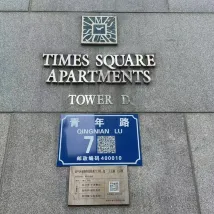 TIMES SQUARE
APARTMENTS
TOWER D.
青年路
QINGNIAN LU
7
邮政编码400010